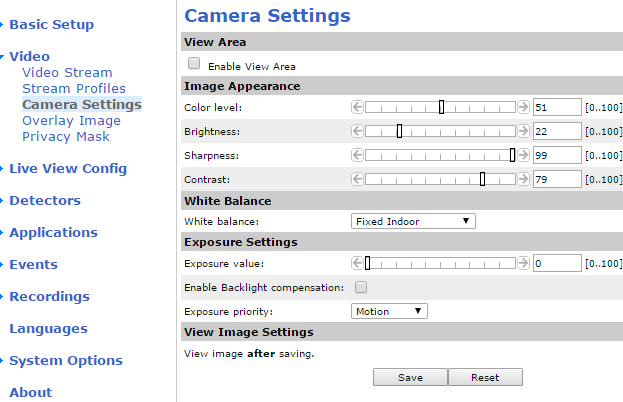 Basic Setup
Video
Video Stream
Stream Profiles
Camera Settings
Overlay Image
Privacy Mask
Live View Config
Detectors
Applications
Events
Recordings
Languages
System Options
About
Camera Settings
View Area
Enable View Area
Image Appearance
Color level: 51 [0..100]
Brightness: 22 [0..100]
Sharpness: 99 [0..100]
Contrast: 79 [0..100]
White Balance
White balance: Fixed Indoor
Exposure Settings
Exposure value: 0 [0..100]
Enable Backlight compensation:
Exposure priority: Motion
View Image Settings
View image after saving.
Save Reset